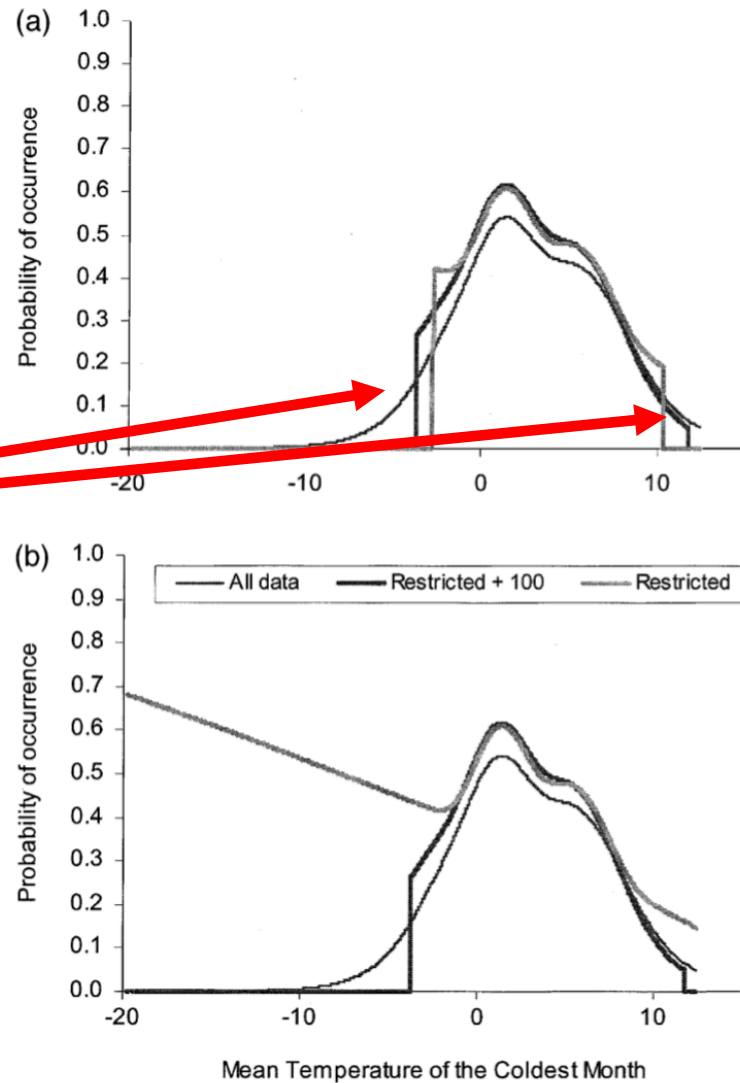 (a)
1.0
0.9
0.8
0.7
0.6
0.5
0.4
0.3
0.2
0.1
0.0
Probability of occurrence
-20 -10 0 10
(b)
1.0
0.9
0.8
0.7
0.6
0.5
0.4
0.3
0.2
0.1
0.0
Probability of occurrence
All data Restricted + 100 Restricted
-20 -10 0 10
Mean Temperature of the Coldest Month